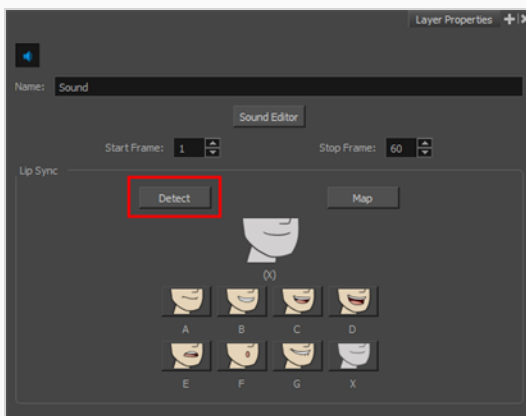 Layer Properties
Name: Sound
Sound Editor
Start Frame: 1 Stop Frame: 60
Lip Sync
Detect Map
(X)
A B C D
E F G X